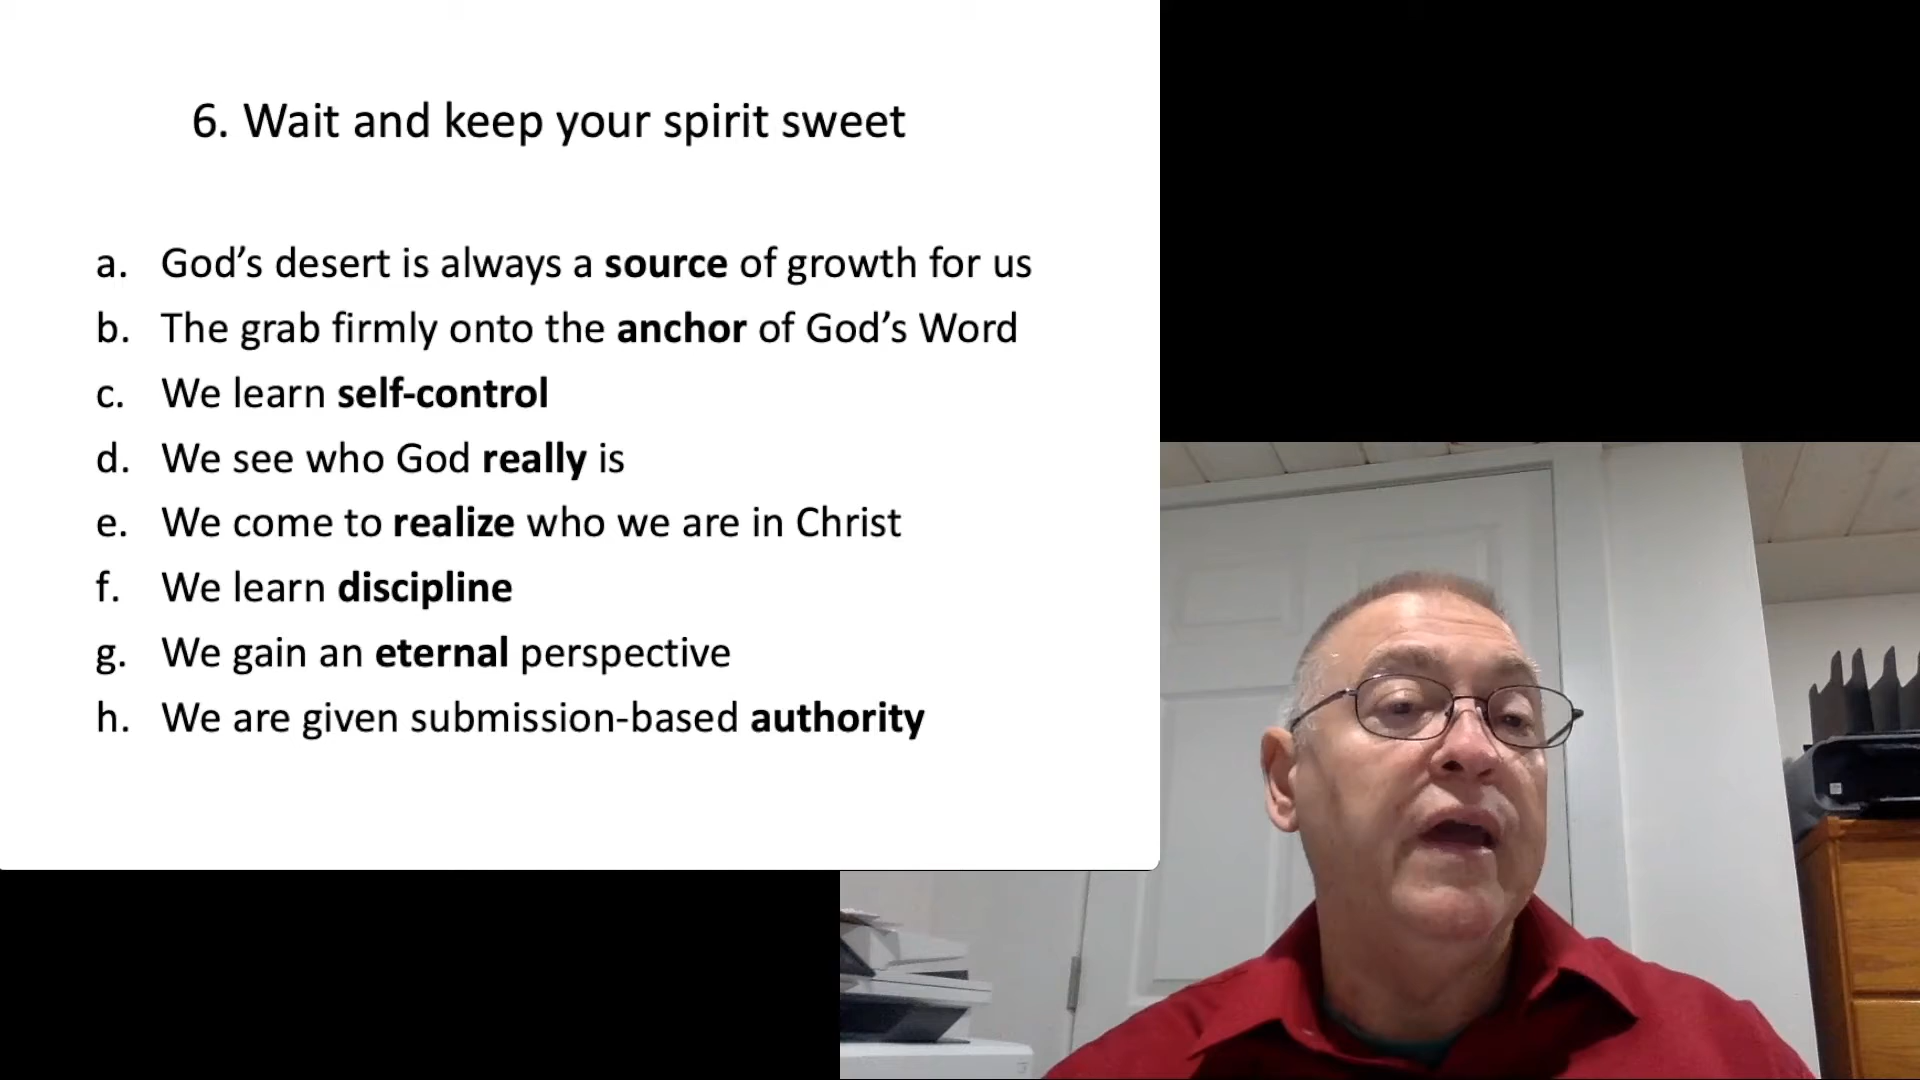 6. Wait and keep your spirit sweet
a. God’s desert is always a source of growth for us
b. The grab firmly onto the anchor of God’s Word
c. We learn self-control
d. We see who God really is
e. We come to realize who we are in Christ
f. We learn discipline
g. We gain an eternal perspective
h. We are given submission-based authority